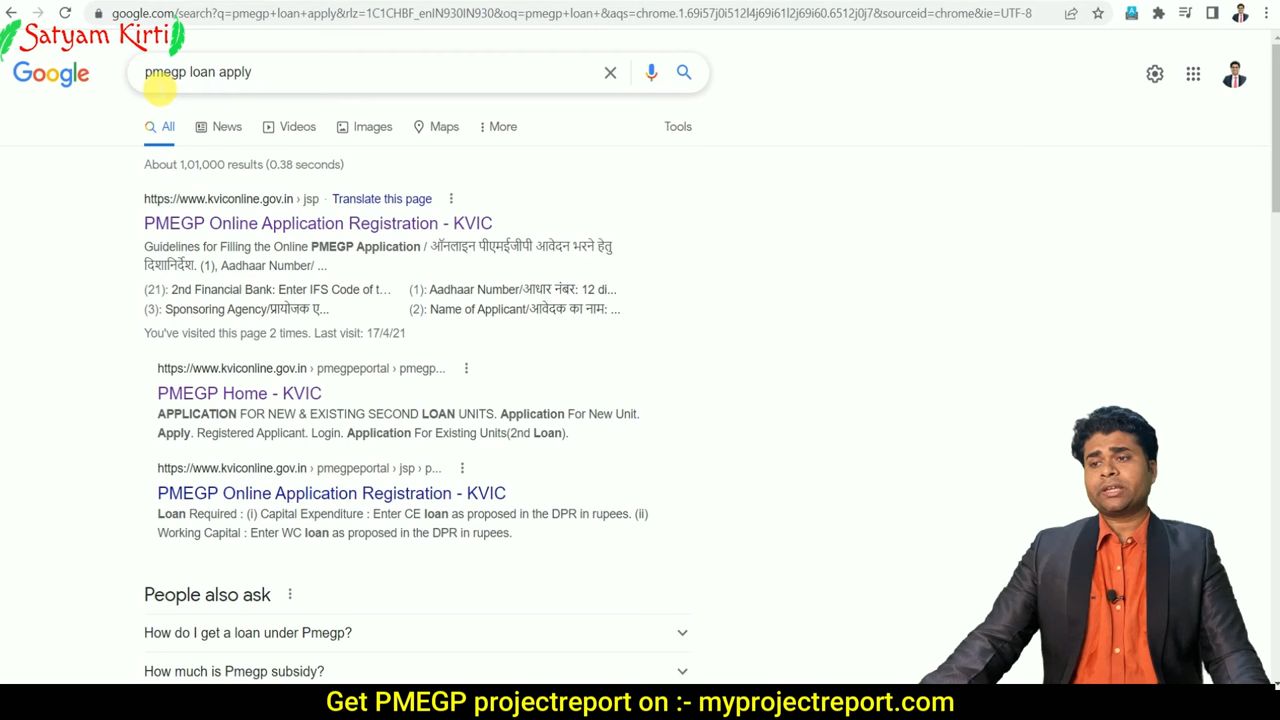 google.com/search?q=pmegp+loan+apply&rlz=1C1CHBF_enIN930IN930&oq=pmegp+loan+&aqs=chrome.1.69i57j0i512l4j69i61l2j69i60.6512j0j7&sourceid=chrome&ie=UTF-8
Satyam Kirti
Google
pmegp loan apply
All News Videos Images Maps More Tools
About 1,01,000 results (0.38 seconds)
https://www.kviconline.gov.in › jsp · Translate this page
PMEGP Online Application Registration - KVIC
Guidelines for Filling the Online PMEGP Application / ऑनलाइन पीएमईजीपी आवेदन भरने हेतु
दिशानिर्देश. (1), Aadhaar Number/ ...
(21): 2nd Financial Bank: Enter IFS Code of t... (1): Aadhaar Number/आधार नंबर: 12 di...
(3): Sponsoring Agency/प्रायोजक ए... (2): Name of Applicant/आवेदक का नाम: ...
You've visited this page 2 times. Last visit: 17/4/21
https://www.kviconline.gov.in › pmegpeportal › pmegp...
PMEGP Home - KVIC
APPLICATION FOR NEW & EXISTING SECOND LOAN UNITS. Application For New Unit.
Apply. Registered Applicant. Login. Application For Existing Units(2nd Loan).
https://www.kviconline.gov.in › pmegpeportal › jsp › p...
PMEGP Online Application Registration - KVIC
Loan Required : (i) Capital Expenditure : Enter CE loan as proposed in the DPR in rupees. (ii)
Working Capital : Enter WC loan as proposed in the DPR in rupees.
People also ask
How do I get a loan under Pmegp?
How much is Pmegp subsidy?
Get PMEGP projectreport on :- myprojectreport.com